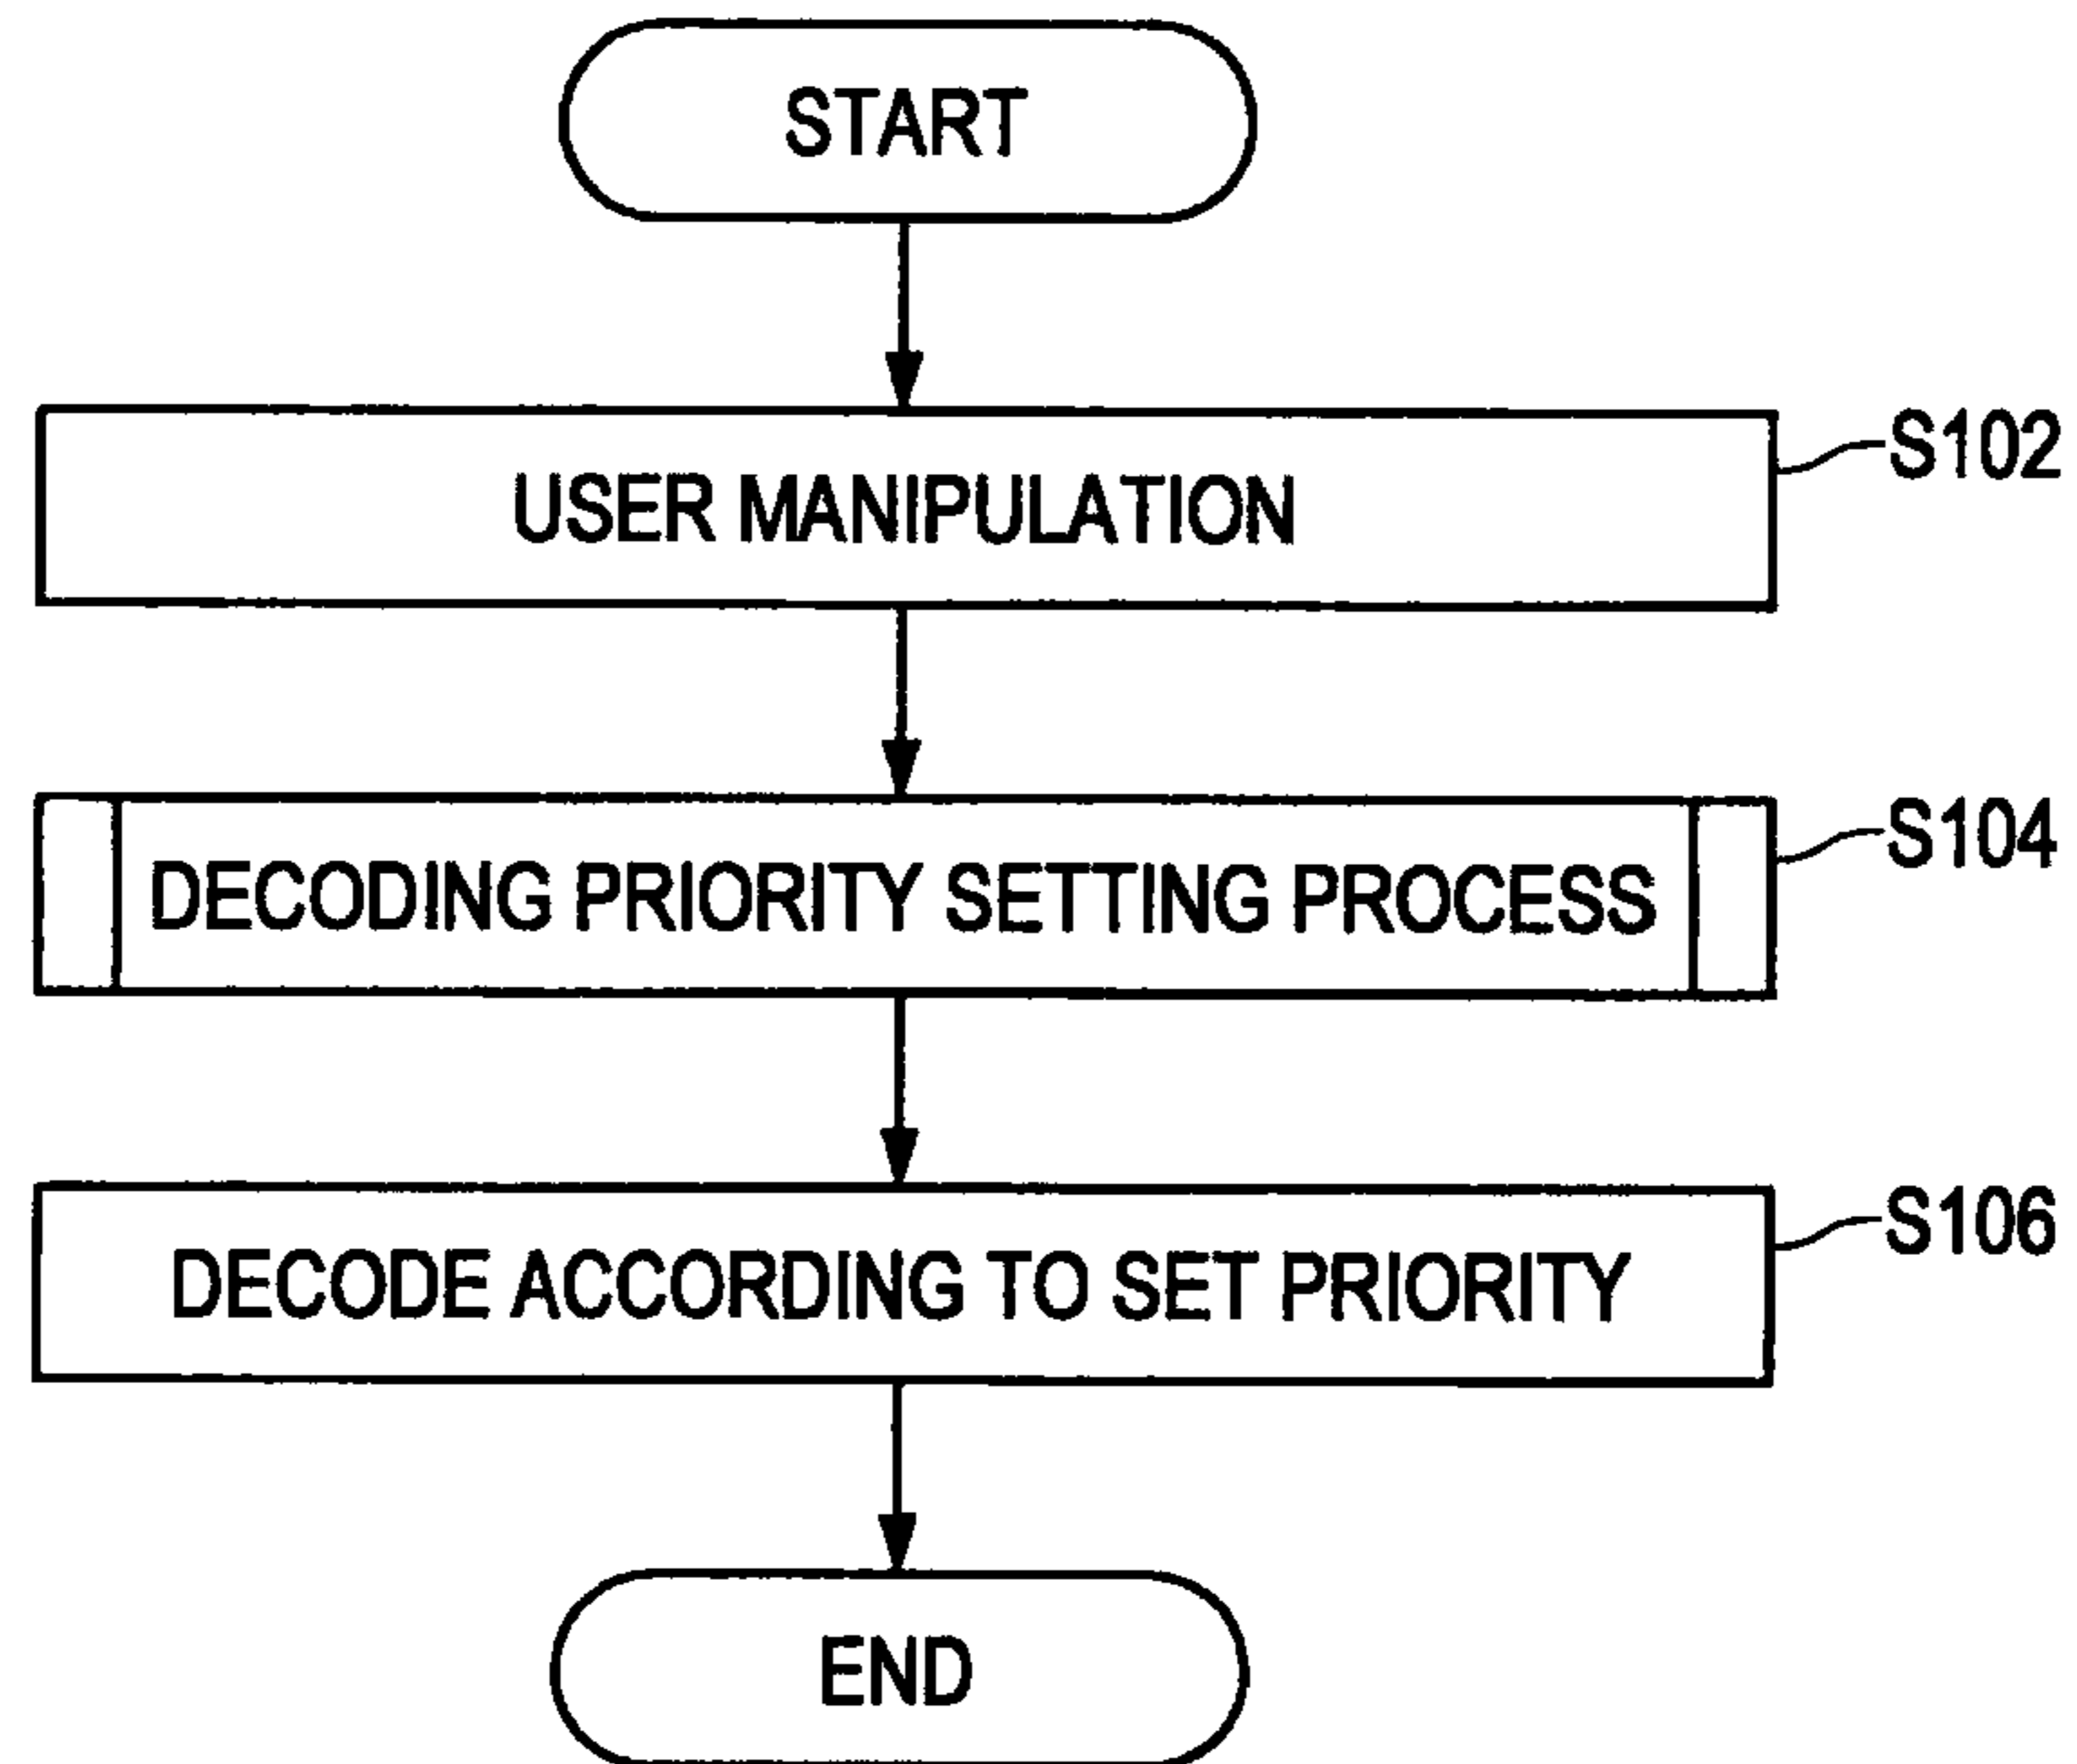 START
USER MANIPULATION
S102
DECODING PRIORITY SETTING PROCESS
S104
DECODE ACCORDING TO SET PRIORITY
S106
END